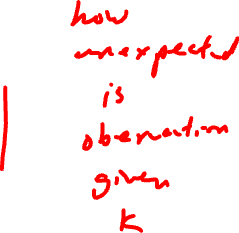 how
unexpected
is
observation
given
K